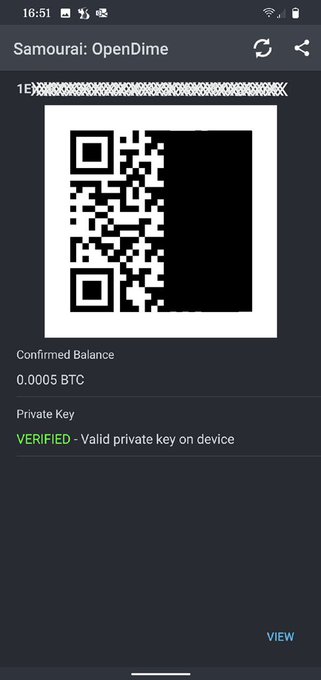 16:51
Samourai: OpenDime
1E
Confirmed Balance
0.0005 BTC
Private Key
VERIFIED - Valid private key on device
VIEW